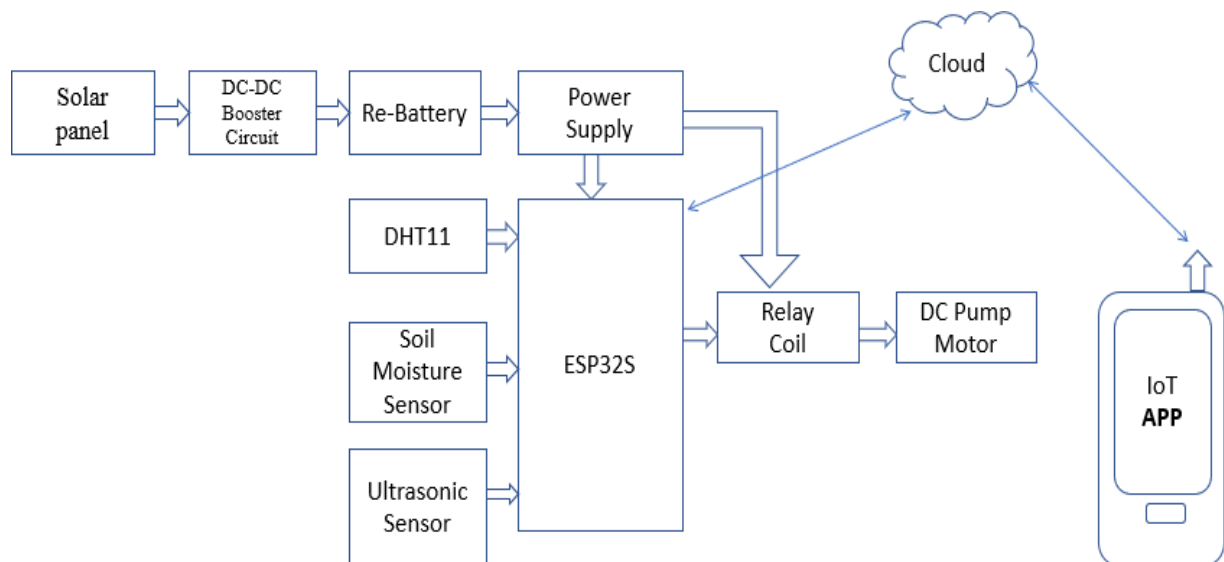 Solar
panel
DC-DC
Booster
Circuit
Re-Battery
Power
Supply
Cloud
DHT11
Soil
Moisture
Sensor
Ultrasonic
Sensor
ESP32S
Relay
Coil
DC Pump
Motor
IoT
APP